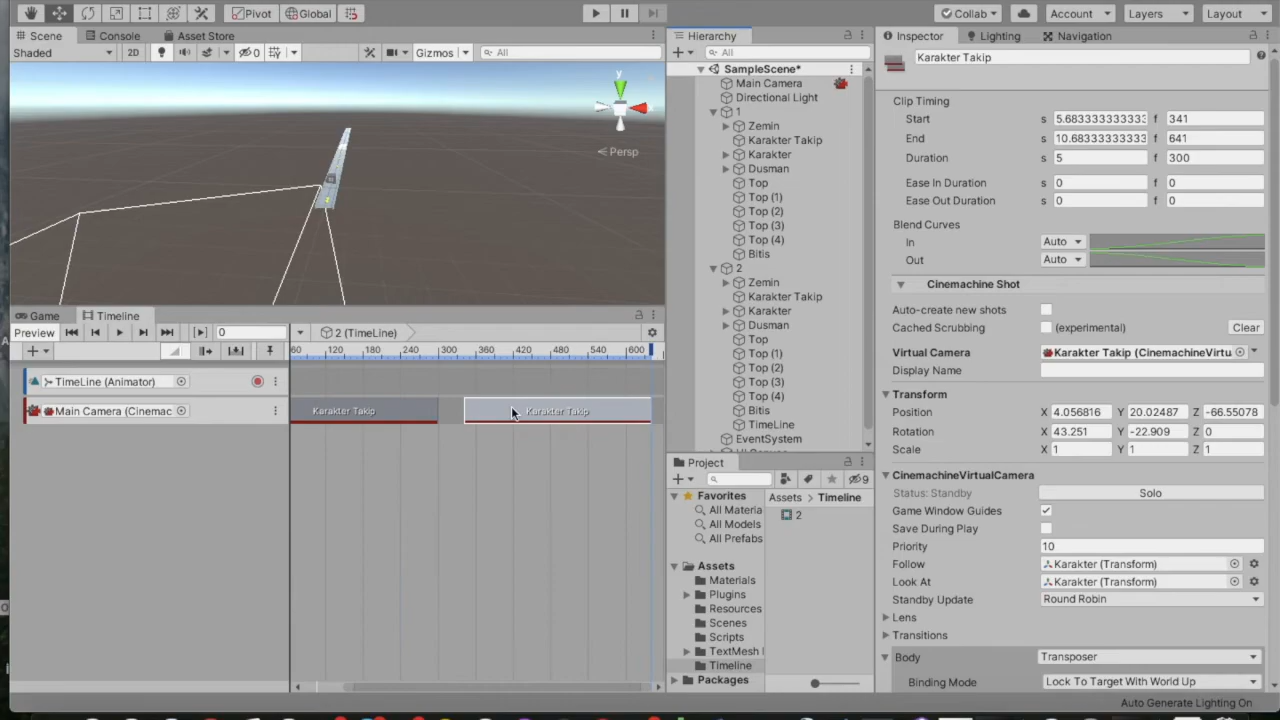 Pivot Global Collab Account Layers Layout
Scene Console Asset Store
Shaded 2D 0 Gizmos All
y
Persp
Game Timeline
Preview 0 2 (TimeLine)
60 120 180 240 300 360 420 480 540 600
TimeLine (Animator)
Main Camera (Cinemac
Karakter Takip Karakter Takip
Hierarchy
All
SampleScene*
Main Camera
Directional Light
1
Zemin
Karakter Takip
Karakter
Dusman
Top
Top (1)
Top (2)
Top (3)
Top (4)
Bitis
2
Zemin
Karakter Takip
Karakter
Dusman
Top
Top (1)
Top (2)
Top (3)
Top (4)
Bitis
TimeLine
EventSystem
Project
9
Favorites
All Materia
All Models
All Prefabs
Assets
Materials
Plugins
Resources
Scenes
Scripts
TextMesh
Timeline
Packages
Assets Timeline
2
Inspector Lighting Navigation
Karakter Takip
Clip Timing
Start s 5.683333333333 f 341
End s 10.68333333333 f 641
Duration s 5 f 300
Ease In Duration s 0 f 0
Ease Out Duration s 0 f 0
Blend Curves
In Auto
Out Auto
Cinemachine Shot
Auto-create new shots
Cached Scrubbing (experimental) Clear
Virtual Camera Karakter Takip (CinemachineVirtu
Display Name
Transform
Position X 4.056816 Y 20.02487 Z -66.55078
Rotation X 43.251 Y -22.909 Z 0
Scale X 1 Y 1 Z 1
CinemachineVirtualCamera
Status: Standby Solo
Game Window Guides
Save During Play
Priority 10
Follow Karakter (Transform)
Look At Karakter (Transform)
Standby Update Round Robin
Lens
Transitions
Body Transposer
Binding Mode Lock To Target With World Up
Auto Generate Lighting On